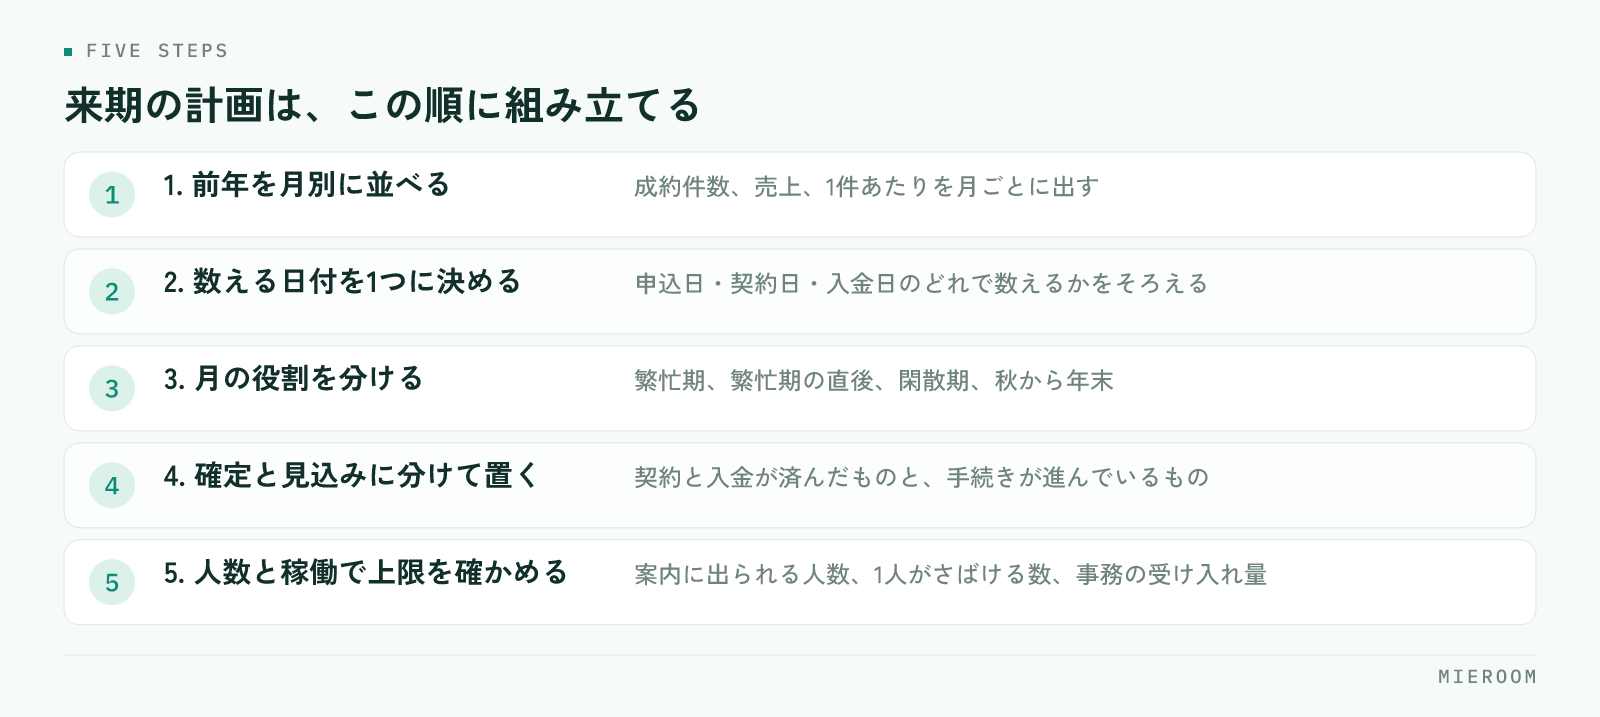 FIVE STEPS
来期の計画は、この順に組み立てる
1
1. 前年を月別に並べる
成約件数、売上、1件あたりを月ごとに出す
2
2. 数える日付を1つに決める
申込日・契約日・入金日のどれで数えるかをそろえる
3
3. 月の役割を分ける
繁忙期、繁忙期の直後、閑散期、秋から年末
4
4. 確定と見込みに分けて置く
契約と入金が済んだものと、手続きが進んでいるもの
5
5. 人数と稼働で上限を確かめる
案内に出られる人数、1人がさばける数、事務の受け入れ量
MIEROOM